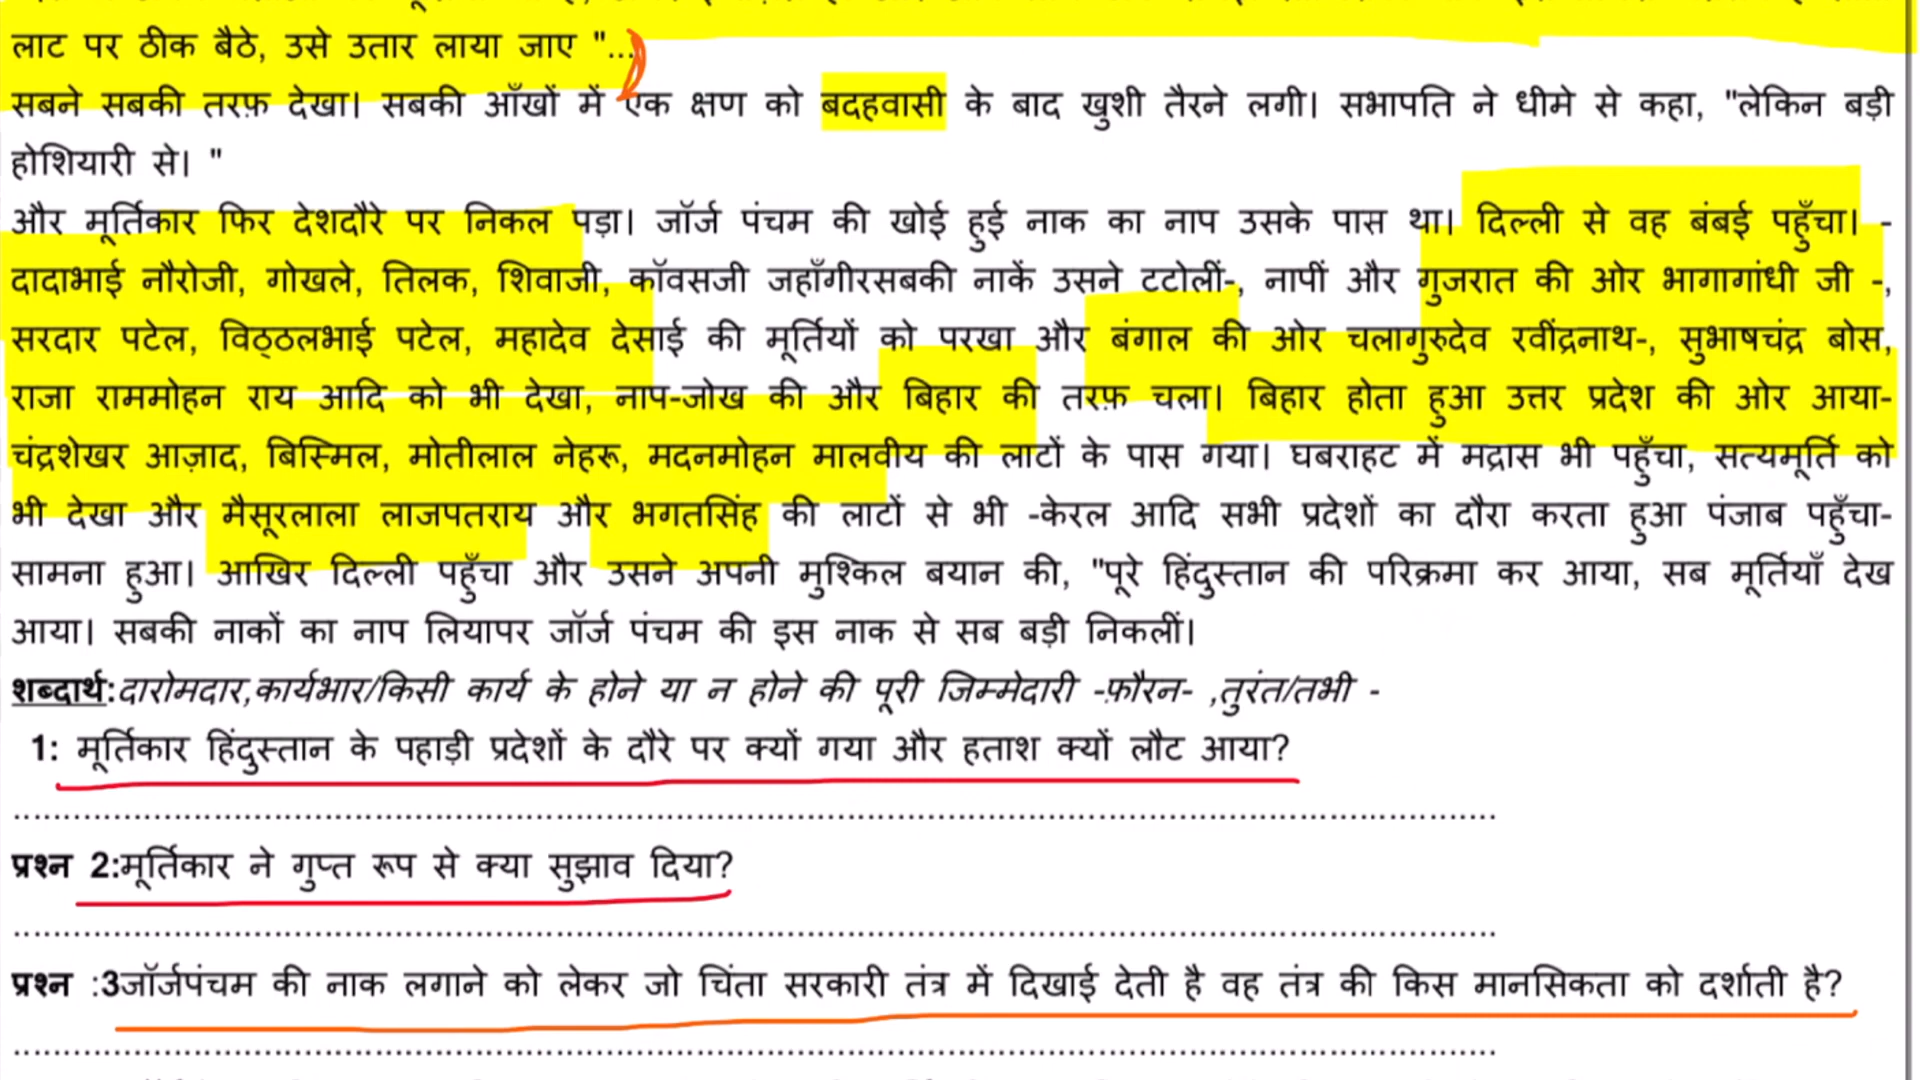 लाट पर ठीक बैठे, उसे उतार लाया जाए "...
सबने सबकी तरफ़ देखा। सबकी आँखों में एक क्षण को बदहवासी के बाद खुशी तैरने लगी। सभापति ने धीमे से कहा, "लेकिन बड़ी
होशियारी से। "
और मूर्तिकार फिर देशदौरे पर निकल पड़ा। जॉर्ज पंचम की खोई हुई नाक का नाप उसके पास था। दिल्ली से वह बंबई पहुँचा। -
दादाभाई नौरोजी, गोखले, तिलक, शिवाजी, कॉवसजी जहाँगीरसबकी नाकें उसने टटोलीं-, नापीं और गुजरात की ओर भागागांधी जी -,
सरदार पटेल, विठ्ठलभाई पटेल, महादेव देसाई की मूर्तियों को परखा और बंगाल की ओर चलागुरुदेव रवींद्रनाथ-, सुभाषचंद्र बोस,
राजा राममोहन राय आदि को भी देखा, नाप-जोख की और बिहार की तरफ़ चला। बिहार होता हुआ उत्तर प्रदेश की ओर आया-
चंद्रशेखर आज़ाद, बिस्मिल, मोतीलाल नेहरू, मदनमोहन मालवीय की लाटों के पास गया। घबराहट में मद्रास भी पहुँचा, सत्यमूर्ति को
भी देखा और मैसूरलाला लाजपतराय और भगतसिंह की लाटों से भी -केरल आदि सभी प्रदेशों का दौरा करता हुआ पंजाब पहुँचा-
सामना हुआ। आखिर दिल्ली पहुँचा और उसने अपनी मुश्किल बयान की, "पूरे हिंदुस्तान की परिक्रमा कर आया, सब मूर्तियाँ देख
आया। सबकी नाकों का नाप लियापर जॉर्ज पंचम की इस नाक से सब बड़ी निकलीं।
शब्दार्थ:दारोमदार,कार्यभार/किसी कार्य के होने या न होने की पूरी जिम्मेदारी -फ़ौरन- ,तुरंत/तभी -
1: मूर्तिकार हिंदुस्तान के पहाड़ी प्रदेशों के दौरे पर क्यों गया और हताश क्यों लौट आया?
प्रश्न 2:मूर्तिकार ने गुप्त रूप से क्या सुझाव दिया?
प्रश्न :3जॉर्जपंचम की नाक लगाने को लेकर जो चिंता सरकारी तंत्र में दिखाई देती है वह तंत्र की किस मानसिकता को दर्शाती है?